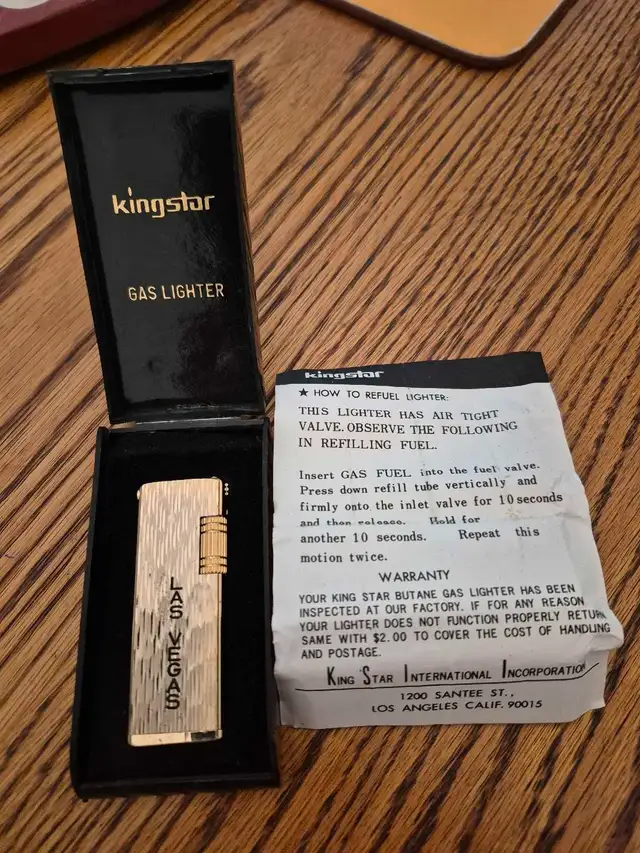 kingstar
GAS LIGHTER
LAS VEGAS
kingstar
★ HOW TO REFUEL LIGHTER:
THIS LIGHTER HAS AIR TIGHT
VALVE. OBSERVE THE FOLLOWING
IN REFILLING FUEL.
Insert GAS FUEL into the fuel valve.
Press down refill tube vertically and
firmly onto the inlet valve for 10 seconds
and then release. Hold for
another 10 seconds. Repeat this
motion twice.
WARRANTY
YOUR KING STAR BUTANE GAS LIGHTER HAS BEEN
INSPECTED AT OUR FACTORY. IF FOR ANY REASON
YOUR LIGHTER DOES NOT FUNCTION PROPERLY RETURN
SAME WITH $2.00 TO COVER THE COST OF HANDLING
AND POSTAGE.
KING STAR INTERNATIONAL INCORPORATION
1200 SANTEE ST.,
LOS ANGELES CALIF. 90015